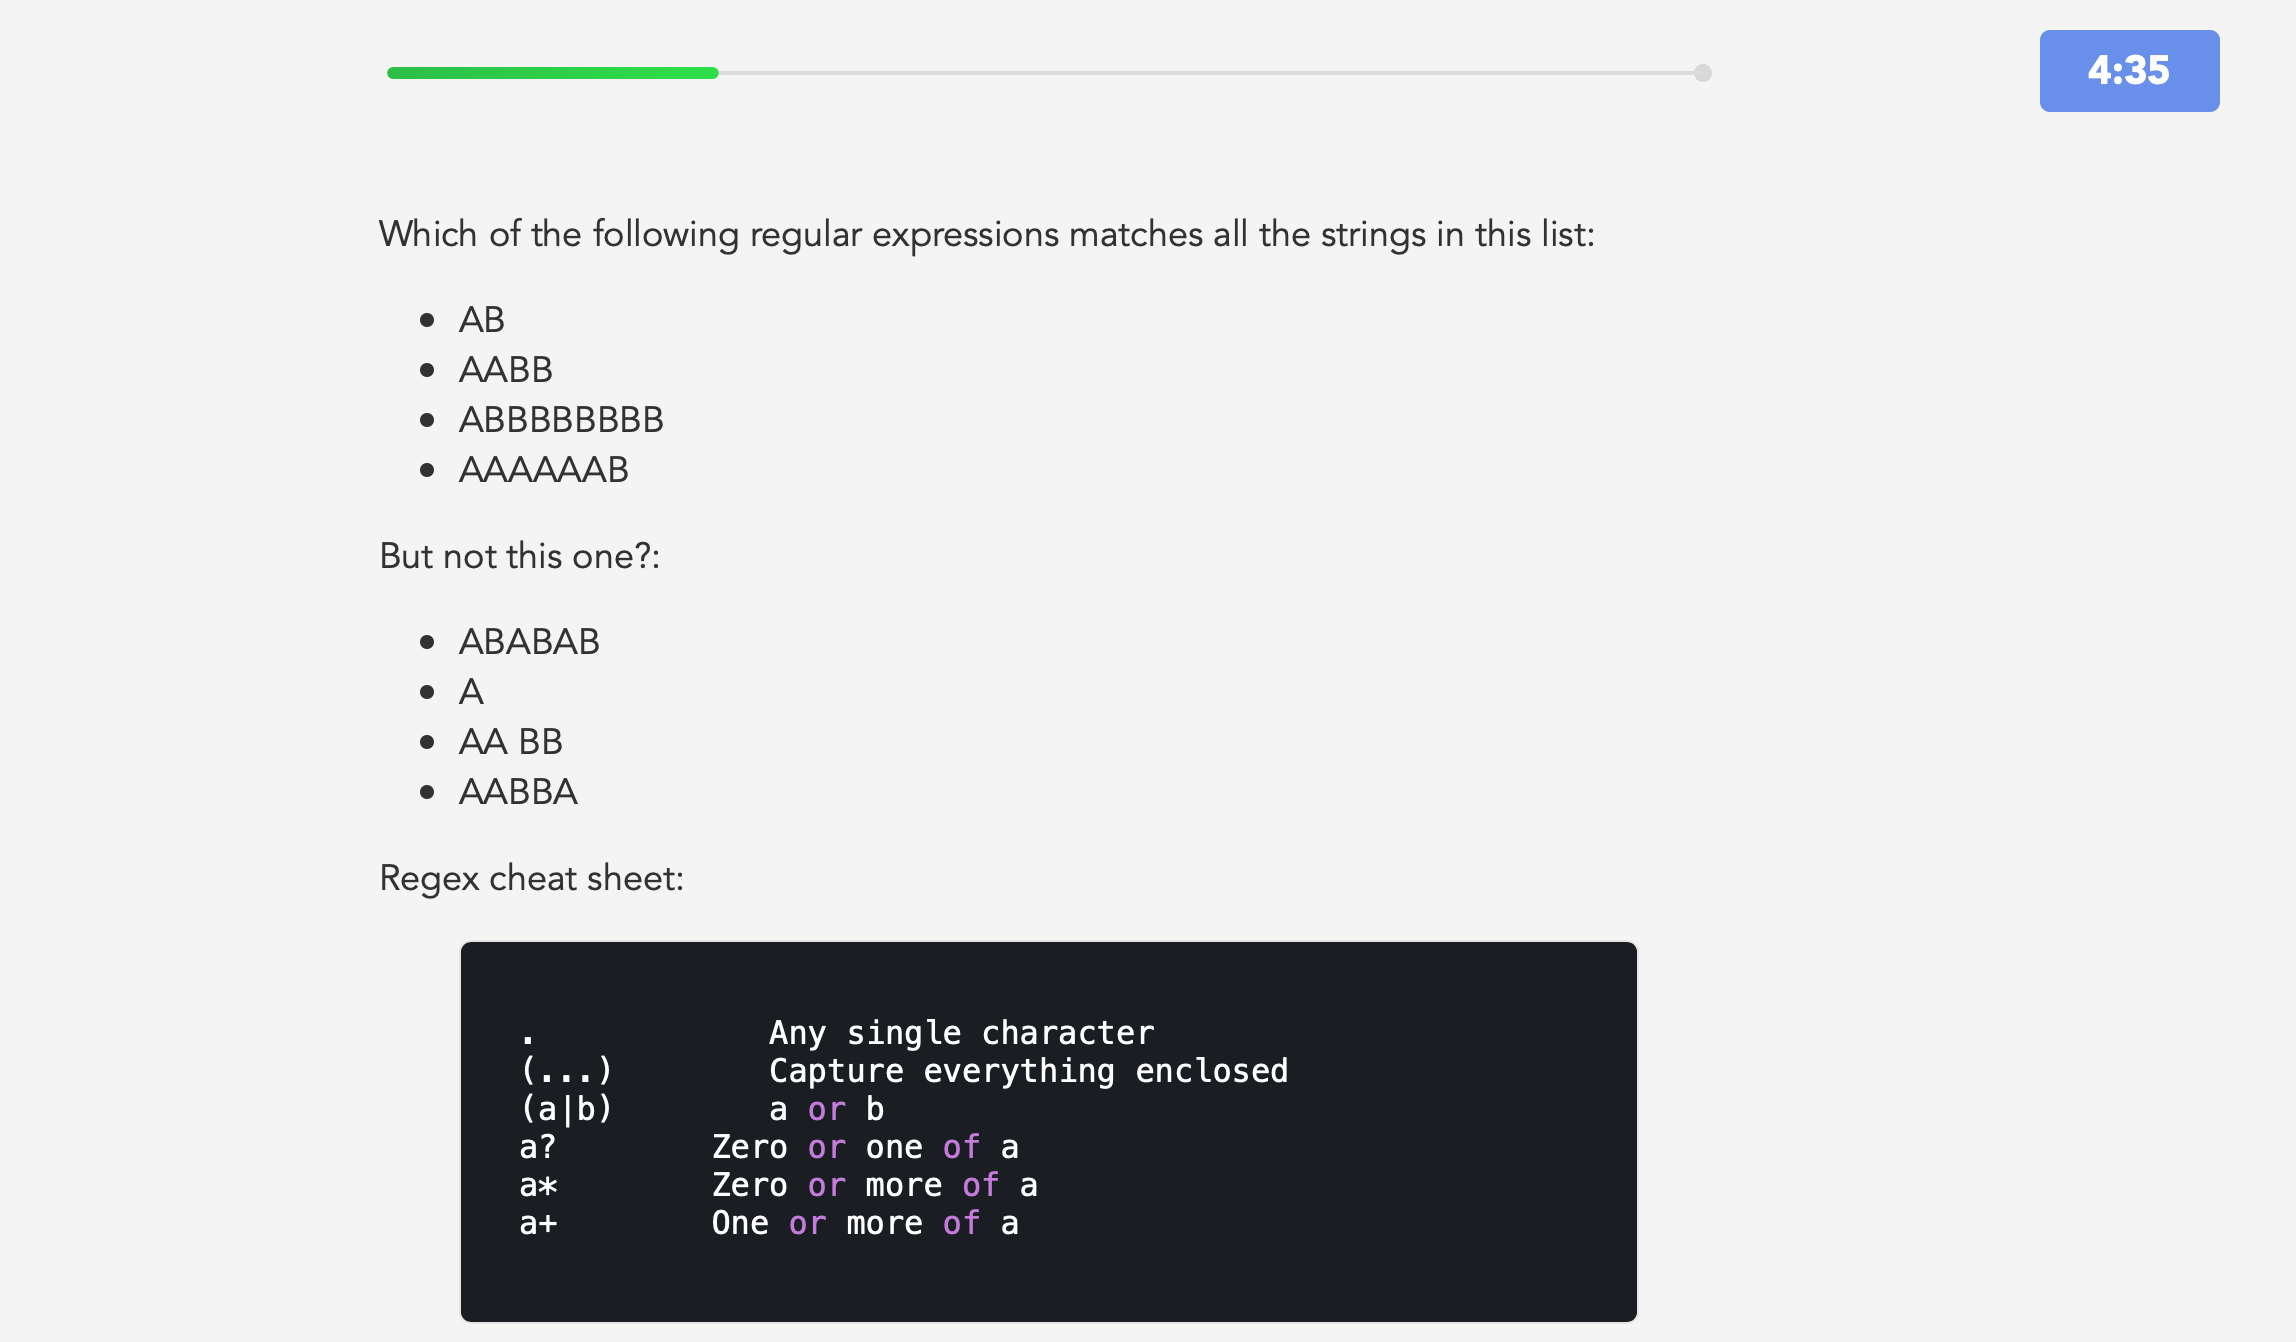 4:35
Which of the following regular expressions matches all the strings in this list:
AB
AABB
ABBBBBBBB
AAAAAAB
But not this one?:
ABABAB
A
AA BB
AABBA
Regex cheat sheet:
. Any single character
(...) Capture everything enclosed
(a|b) a or b
a? Zero or one of a
a* Zero or more of a
a+ One or more of a